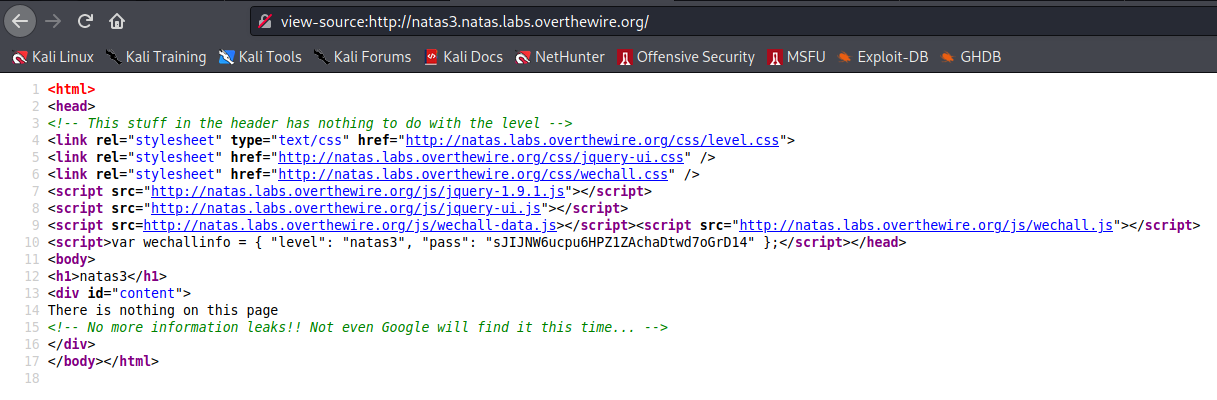 view-source:http://natas3.natas.labs.overthewire.org/
Kali Linux Kali Training Kali Tools Kali Forums Kali Docs NetHunter Offensive Security MSFU Exploit-DB GHDB
1 <html>
2 <head>
3 <!-- This stuff in the header has nothing to do with the level -->
4 <link rel="stylesheet" type="text/css" href="http://natas.labs.overthewire.org/css/level.css">
5 <link rel="stylesheet" href="http://natas.labs.overthewire.org/css/jquery-ui.css" />
6 <link rel="stylesheet" href="http://natas.labs.overthewire.org/css/wechall.css" />
7 <script src="http://natas.labs.overthewire.org/js/jquery-1.9.1.js"></script>
8 <script src="http://natas.labs.overthewire.org/js/jquery-ui.js"></script>
9 <script src=http://natas.labs.overthewire.org/js/wechall-data.js></script><script src="http://natas.labs.overthewire.org/js/wechall.js"></script>
10 <script>var wechallinfo = { "level": "natas3", "pass": "sJIJNW6ucpu6HPZ1ZAchaDtwd7oGrD14" };</script></head>
11 <body>
12 <h1>natas3</h1>
13 <div id="content">
14 There is nothing on this page
15 <!-- No more information leaks!! Not even Google will find it this time... -->
16 </div>
17 </body></html>
18